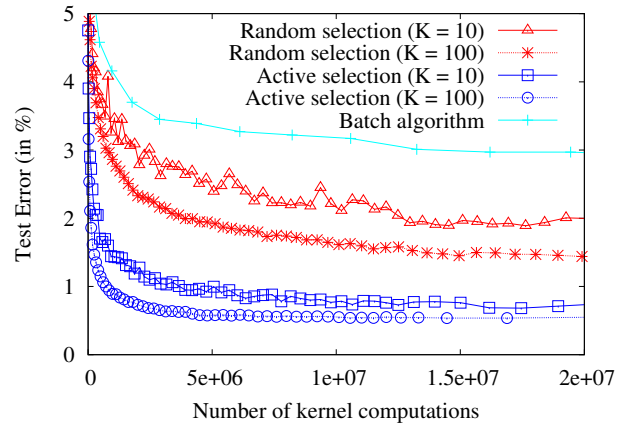 Random selection (K = 10)
Random selection (K = 100)
Active selection (K = 10)
Active selection (K = 100)
Batch algorithm
Test Error (in %)
5
4
3
2
1
0
0
5e+06
1e+07
1.5e+07
2e+07
Number of kernel computations